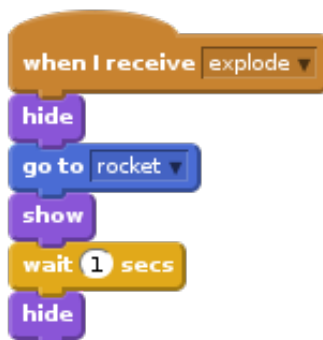 when I receive explode
hide
go to rocket
show
wait 1 secs
hide